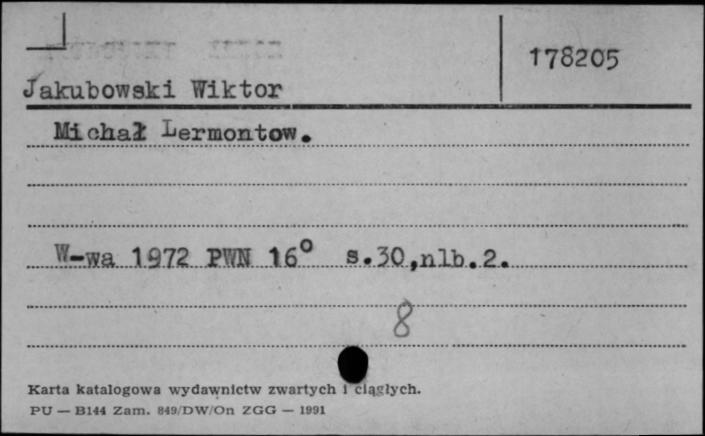 178205
Jakubowski Wiktor
Michał Lermontow.
W-wa 1972 PWN 16° s.30,nlb.2.
8
Karta katalogowa wydawnictw zwartych i ciągłych.
PU — B144 Zam. 849/DW/On ZGG — 1991